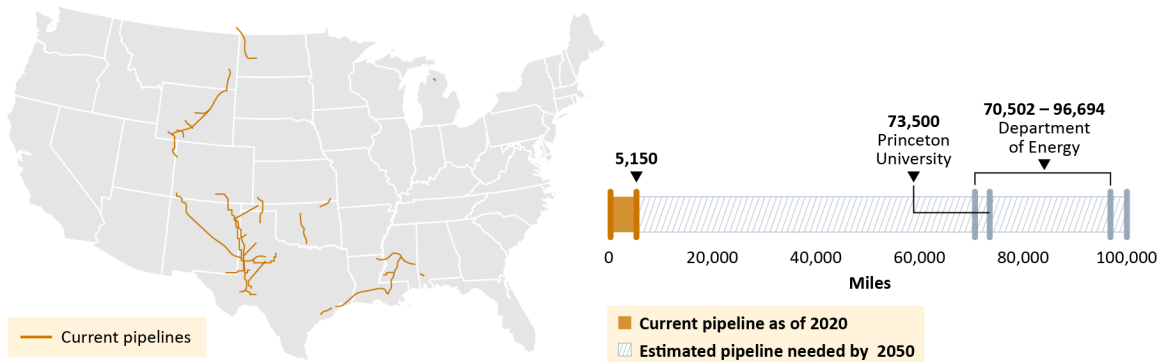 Current pipelines
5,150
73,500
Princeton
University
70,502 – 96,694
Department
of Energy
0
20,000
40,000
60,000
80,000
100,000
Miles
Current pipeline as of 2020
Estimated pipeline needed by 2050